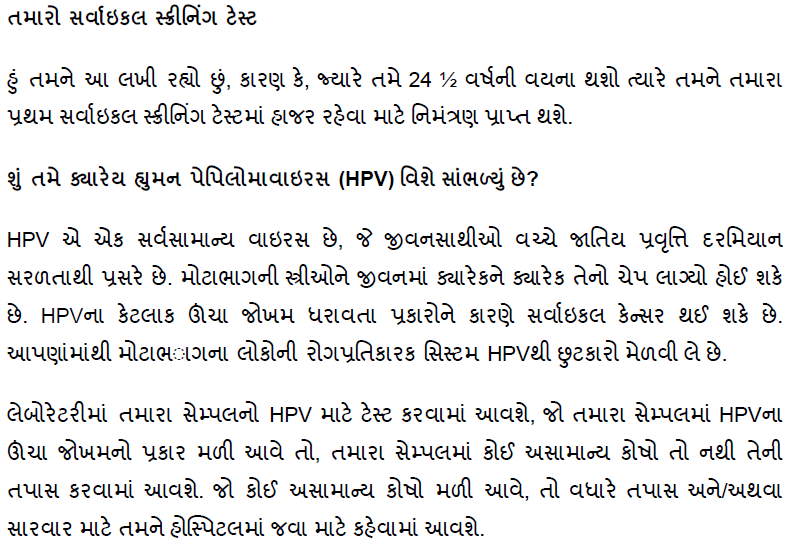 તમારો સર્વાઇકલ સ્ક્રીનિંગ ટેસ્ટ
હું તમને આ લખી રહ્યો છું, કારણ કે, જ્યારે તમે 24 ½ વર્ષની વયના થશો ત્યારે તમને તમારા
પ્રથમ સર્વાઇકલ સ્ક્રીનિંગ ટેસ્ટમાં હાજર રહેવા માટે નિમંત્રણ પ્રાપ્ત થશે.
શું તમે ક્યારેય હ્યુમન પેપિલોમાવાઇરસ (HPV) વિશે સાંભળ્યું છે?
HPV એ એક સર્વસામાન્ય વાઇરસ છે, જે જીવનસાથીઓ વચ્ચે જાતિય પ્રવૃત્તિ દરમિયાન
સરળતાથી પ્રસરે છે. મોટાભાગની સ્ત્રીઓને જીવનમાં ક્યારેકને ક્યારેક તેનો ચેપ લાગ્યો હોઈ શકે
છે. HPVના કેટલાક ઊંચા જોખમ ધરાવતા પ્રકારોને કારણે સર્વાઇકલ કેન્સર થઈ શકે છે.
આપણાંમાંથી મોટાભાગના લોકોની રોગપ્રતિકારક સિસ્ટમ HPVથી છુટકારો મેળવી લે છે.
લેબોરેટરીમાં તમારા સેમ્પલનો HPV માટે ટેસ્ટ કરવામાં આવશે, જો તમારા સેમ્પલમાં HPVના
ઊંચા જોખમનો પ્રકાર મળી આવે તો, તમારા સેમ્પલમાં કોઈ અસામાન્ય કોષો તો નથી તેની
તપાસ કરવામાં આવશે. જો કોઈ અસામાન્ય કોષો મળી આવે, તો વધારે તપાસ અને/અથવા
સારવાર માટે તમને હોસ્પિટલમાં જવા માટે કહેવામાં આવશે.